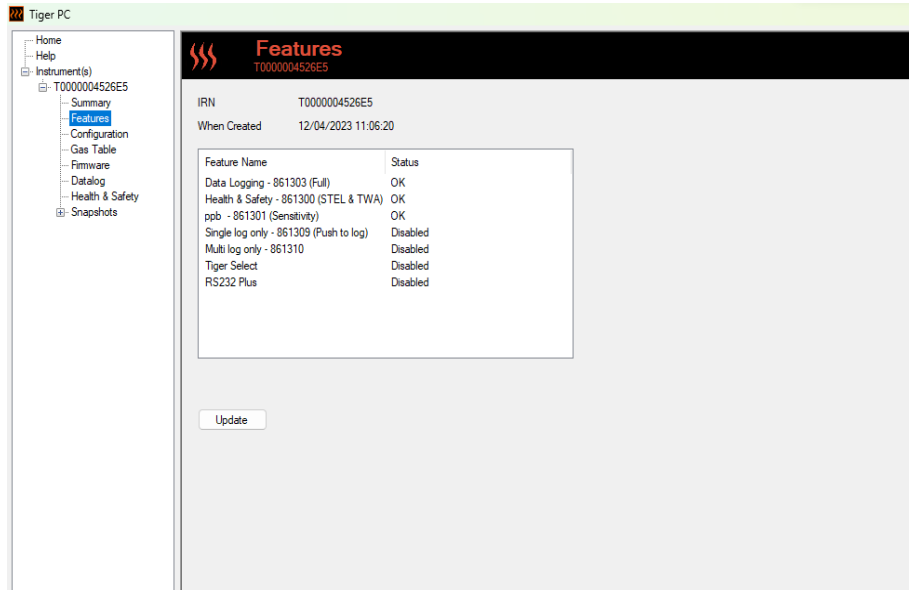 Tiger PC
Home
Help
Instrument(s)
T0000004526E5
Summary
Features
Configuration
Gas Table
Firmware
Datalog
Health & Safety
Snapshots
Features
T0000004526E5
IRN T0000004526E5
When Created 12/04/2023 11:06:20
Feature Name Status
Data Logging - 861303 (Full) OK
Health & Safety - 861300 (STEL & TWA) OK
ppb - 861301 (Sensitivity) OK
Single log only - 861309 (Push to log) Disabled
Multi log only - 861310 Disabled
Tiger Select Disabled
RS232 Plus Disabled
Update